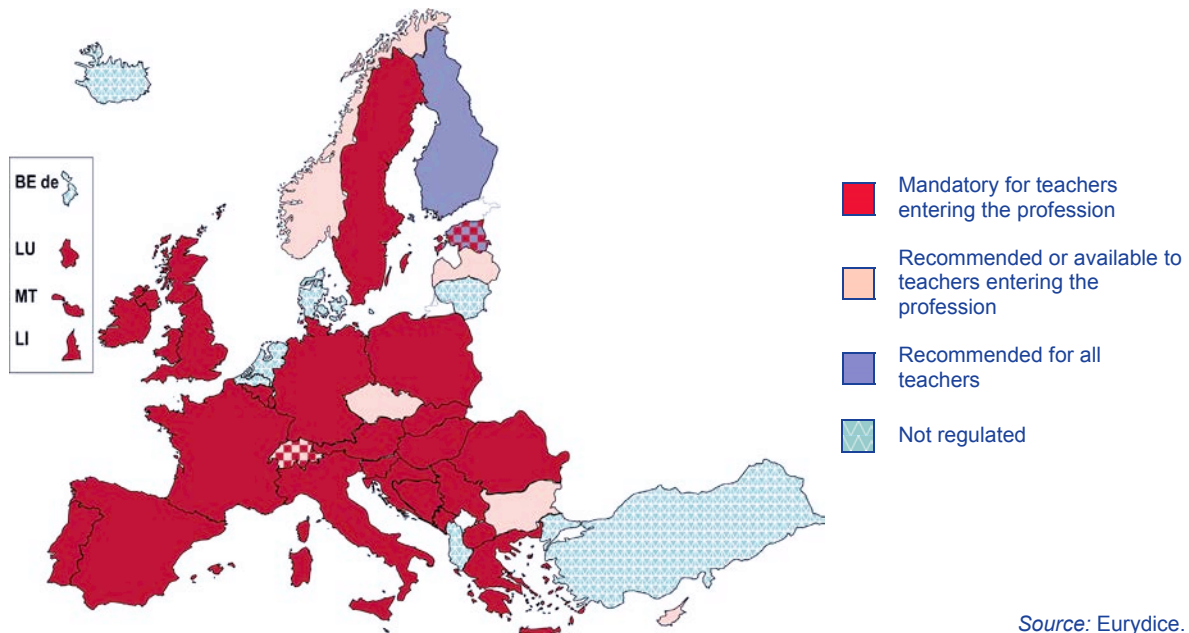 BE de
LU
MT
LI
Mandatory for teachers
entering the profession
Recommended or available to
teachers entering the
profession
Recommended for all
teachers
Not regulated
Source: Eurydice.